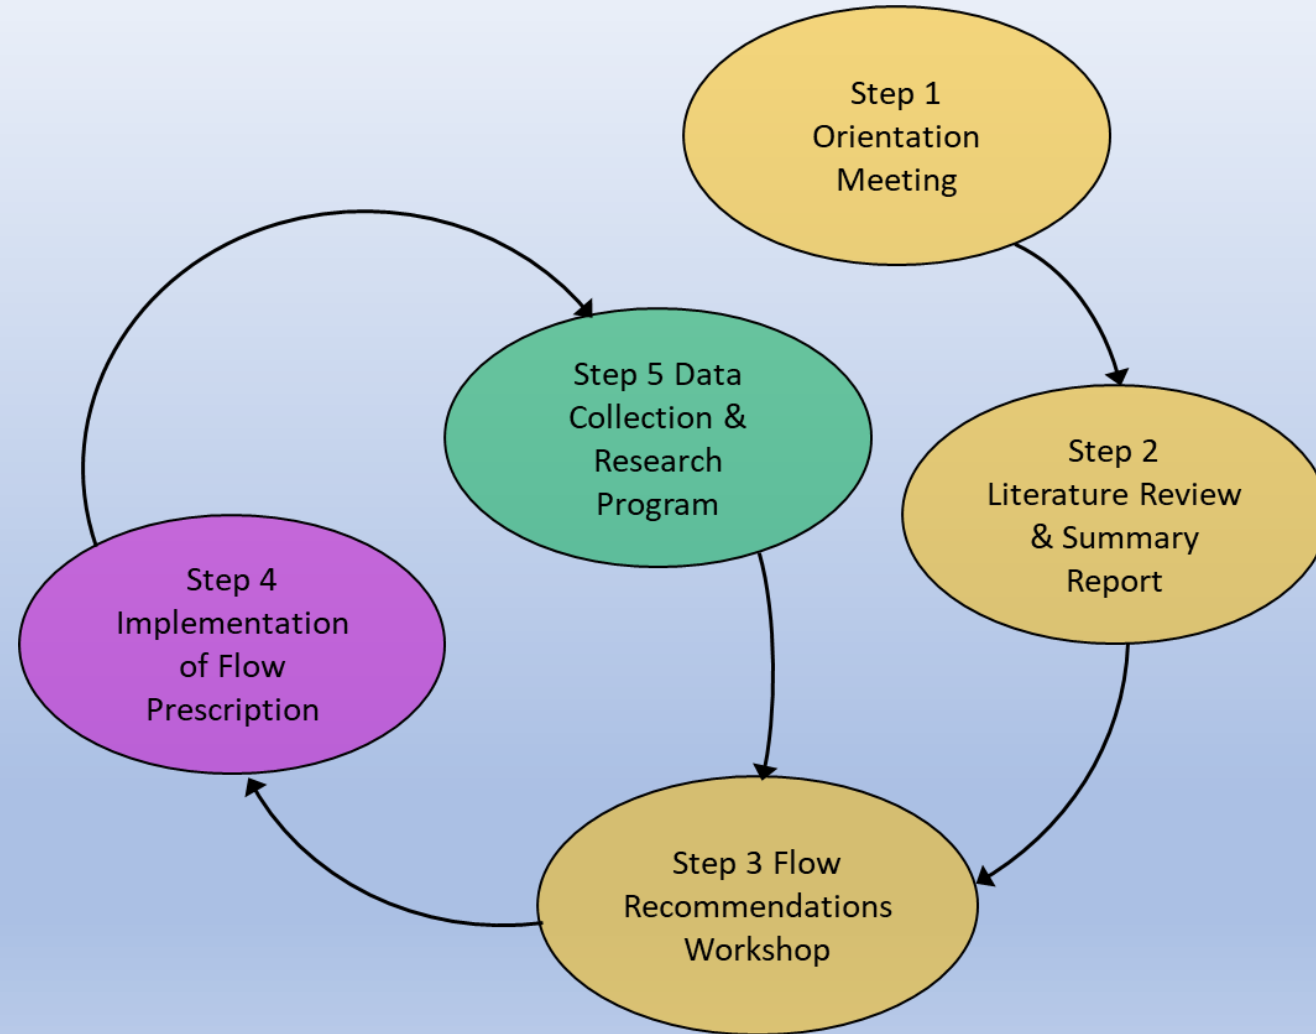 Step 1
Orientation
Meeting
Step 2
Literature Review
& Summary
Report
Step 3 Flow
Recommendations
Workshop
Step 4
Implementation
of Flow
Prescription
Step 5 Data
Collection &
Research
Program